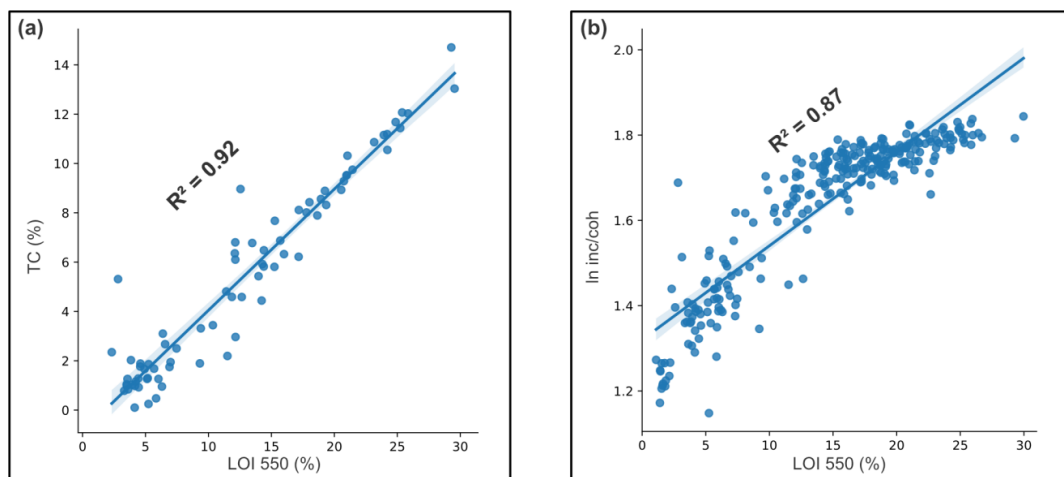 (a)
14
12
10
8
6
4
2
0
TC (%)
R² = 0.92
0 5 10 15 20 25 30
LOI 550 (%)
(b)
2.0
1.8
1.6
1.4
1.2
ln inc/coh
R² = 0.87
0 5 10 15 20 25 30
LOI 550 (%)